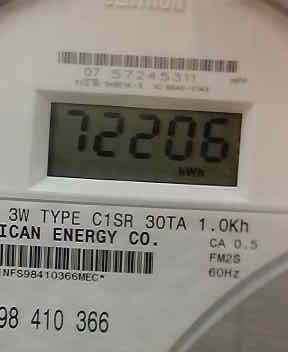 CENTRON
07 57245311
72206
kWh
3W TYPE C1SR 30TA 1.0Kh
ICAN ENERGY CO.
CA 0.5
FM2S
60Hz
NFS98410366MEC*
98 410 366